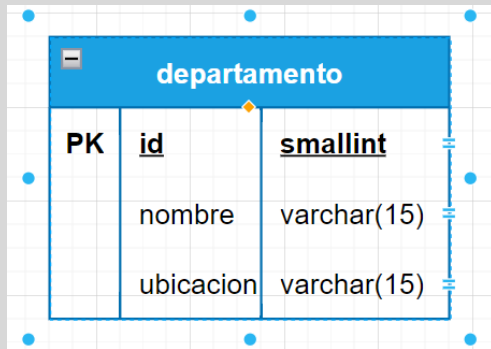 departamento
PK id smallint
nombre varchar(15)
ubicacion varchar(15)